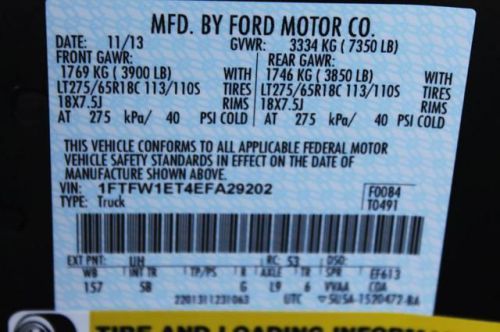 MFD. BY FORD MOTOR CO.
DATE: 11/13 GVWR: 3334 KG ( 7350 LB)
FRONT GAWR: REAR GAWR:
1769 KG ( 3900 LB) WITH 1746 KG ( 3850 LB) WITH
LT275/65R18C 113/110S TIRES LT275/65R18C 113/110S TIRES
18X7.5J RIMS 18X7.5J RIMS
AT 275 kPa/ 40 PSI COLD AT 275 kPa/ 40 PSI COLD
THIS VEHICLE CONFORMS TO ALL APPLICABLE FEDERAL MOTOR
VEHICLE SAFETY STANDARDS IN EFFECT ON THE DATE OF
MANUFACTURE SHOWN ABOVE.
VIN: 1FTFW1ET4EFA29202 F0084
TYPE: Truck T0491
EXT PNT: UH RC: 53 DSO:
WB INT TR TP/PS R AXLE TR SPR EF613
157 SB G L9 6 VVAA CDA
2201311231063 UTC
TIRE AND LOADING INFORM